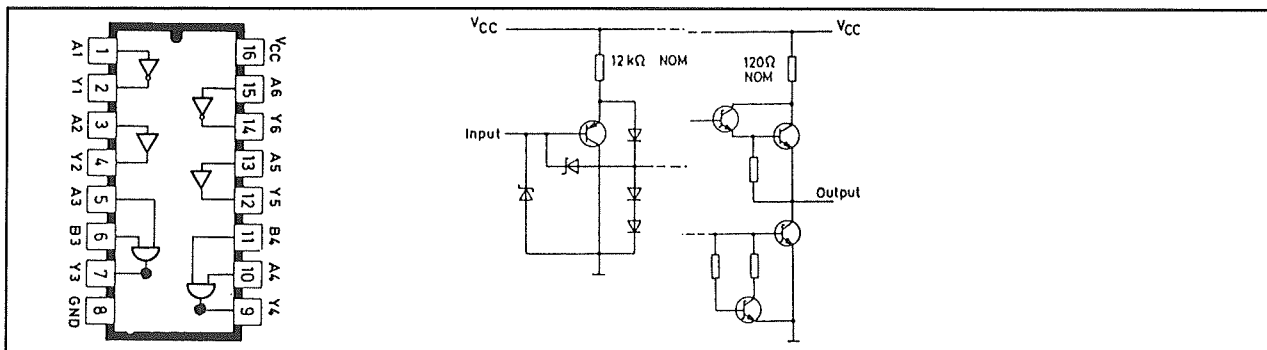 A1 1
Y1 2
A2 3
Y2 4
A3 5
B3 6
Y3 7
GND 8
16 VCC
15 A6
14 Y6
13 A5
12 Y5
11 B4
10 A4
9 Y4
VCC
12 kΩ NOM
Input
VCC
120Ω
NOM
Output